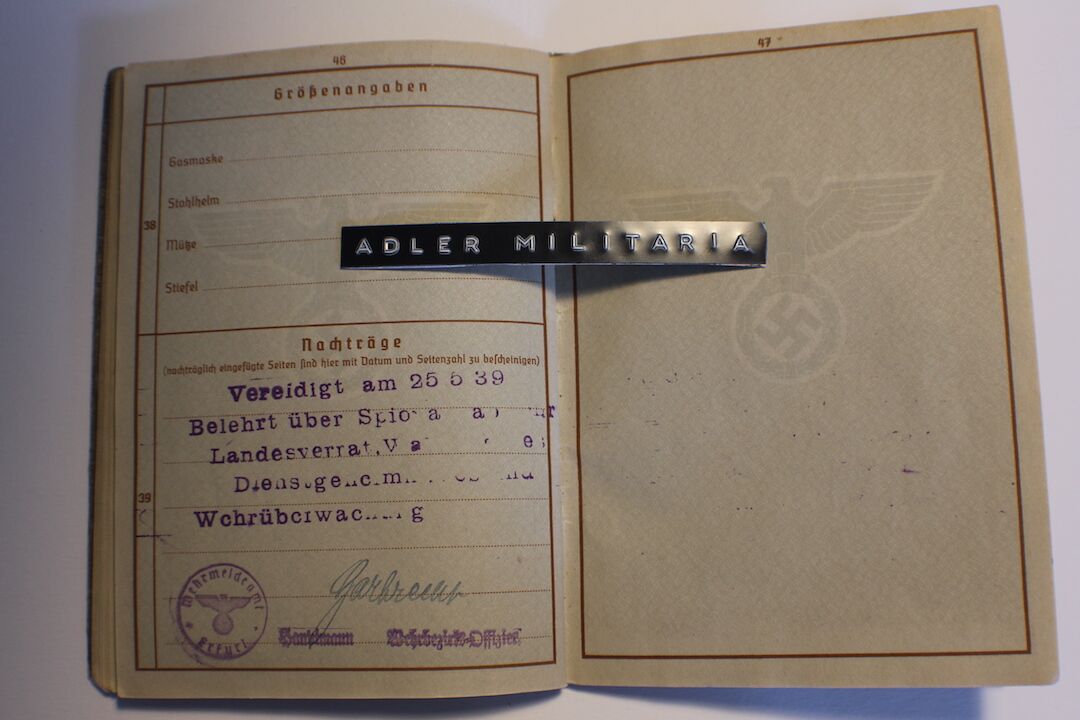 46
Größenangaben
Gasmaske
Stahlhelm
38
Mütze
Stiefel
Nachträge
(nachträglich eingefügte Seiten sind hier mit Datum und Seitenzahl zu bescheinigen)
Vereidigt am 25 5 39
Belehrt über
Landesverrat,
39
Wehrmeldeamt
Erfurt
Hauptmann Wehrbezirks-Offizier
ADLER MILITARIA
47